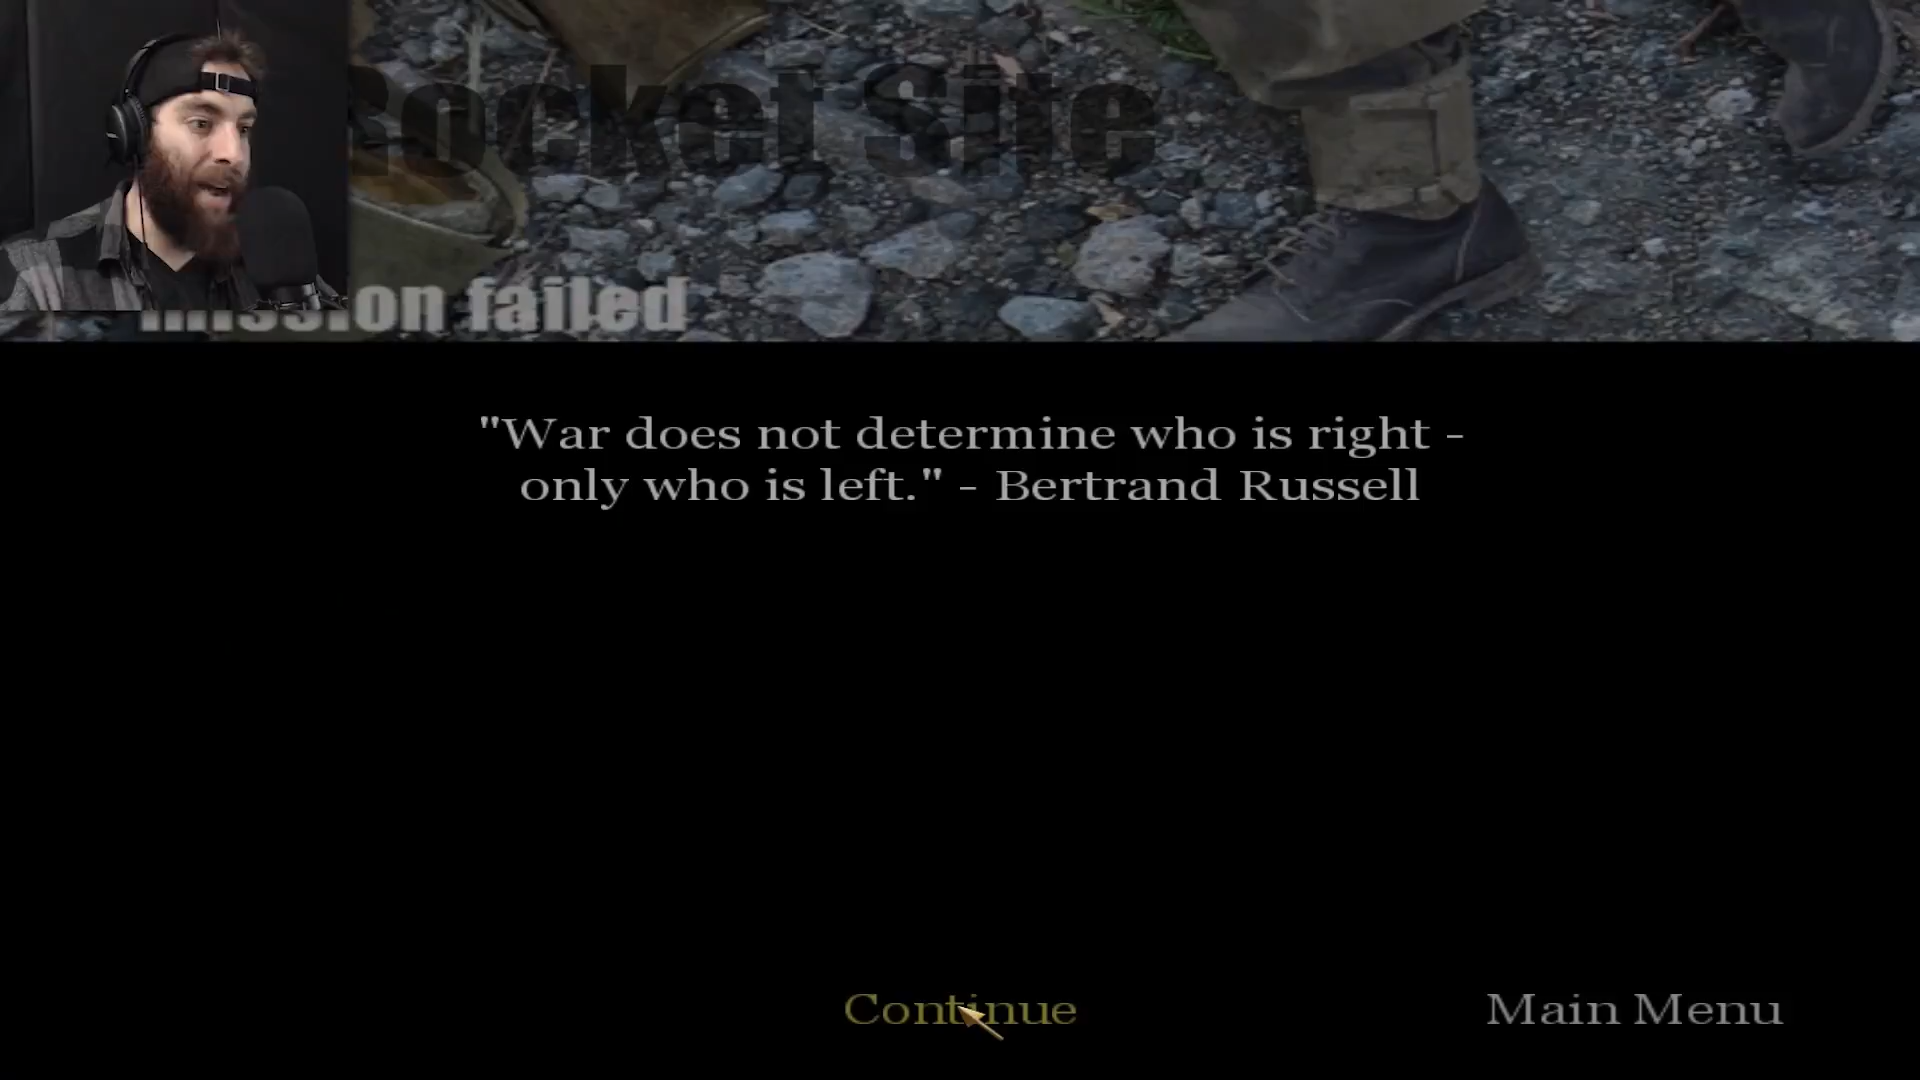 Rocket Site
mission failed
"War does not determine who is right -
only who is left." - Bertrand Russell
Continue
Main Menu